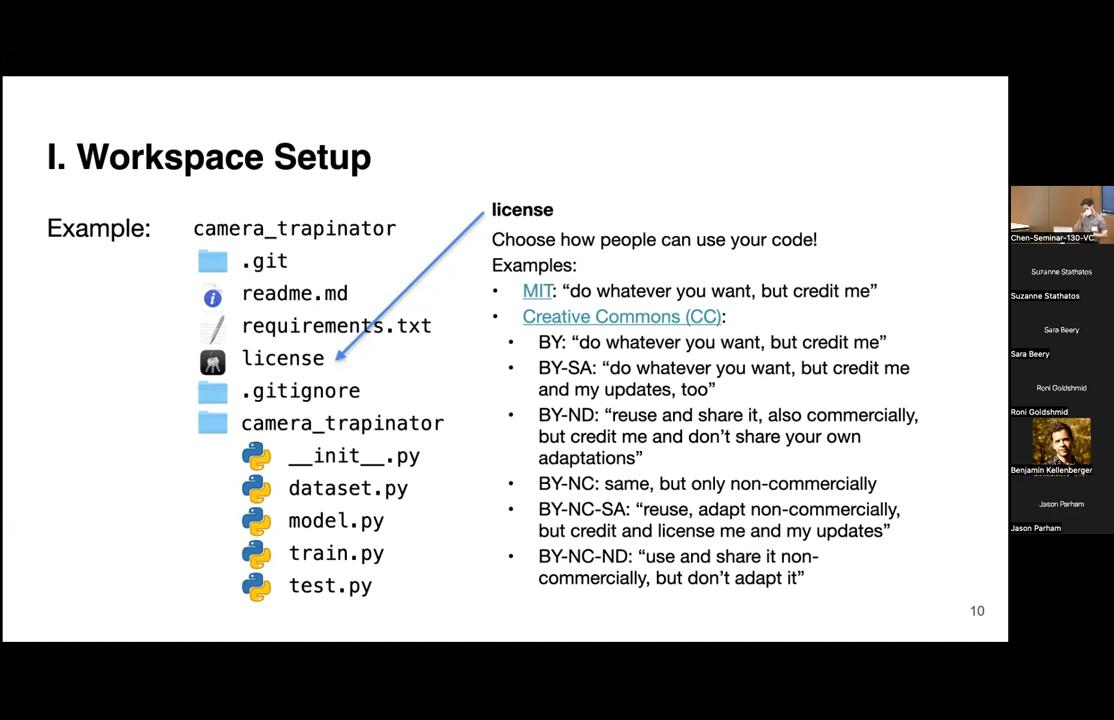 I. Workspace Setup
Example:
camera_trapinator
.git
readme.md
requirements.txt
license
.gitignore
camera_trapinator
__init__.py
dataset.py
model.py
train.py
test.py
license
Choose how people can use your code!
Examples:
• MIT: “do whatever you want, but credit me”
• Creative Commons (CC):
• BY: “do whatever you want, but credit me”
• BY-SA: “do whatever you want, but credit me
and my updates, too”
• BY-ND: “reuse and share it, also commercially,
but credit me and don’t share your own
adaptations”
• BY-NC: same, but only non-commercially
• BY-NC-SA: “reuse, adapt non-commercially,
but credit and license me and my updates”
• BY-NC-ND: “use and share it non-
commercially, but don’t adapt it”
10
Chen-Seminar-130-VC
Suzanne Stathatos
Suzanne Stathatos
Sara Beery
Sara Beery
Roni Goldshmid
Roni Goldshmid
Benjamin Kellenberger
Jason Parham
Jason Parham